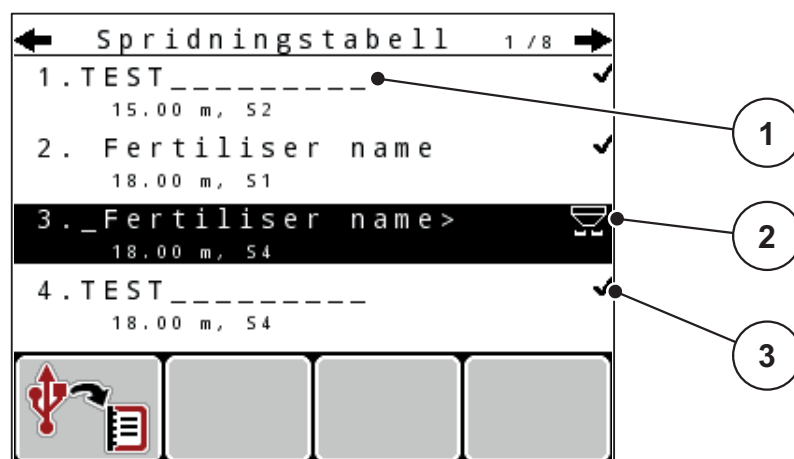 Spridningstabell 1/8
1.TEST_________
15.00 m, S2
2. Fertiliser name
18.00 m, S1
3._Fertiliser name>
18.00 m, S4
4.TEST_________
18.00 m, S4
1
2
3